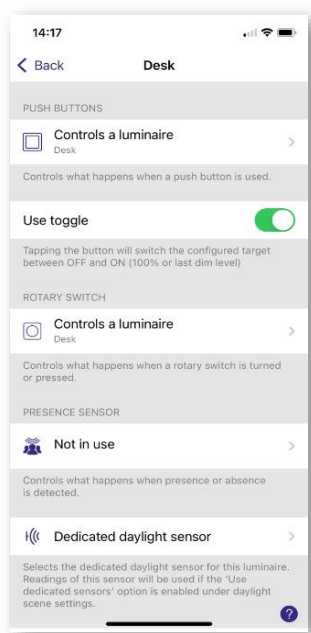 14:17
Back Desk
PUSH BUTTONS
Controls a luminaire
Desk
Controls what happens when a push button is used.
Use toggle
Tapping the button will switch the configured target
between OFF and ON (100% or last dim level)
ROTARY SWITCH
Controls a luminaire
Desk
Controls what happens when a rotary switch is turned
or pressed.
PRESENCE SENSOR
Not in use
Controls what happens when presence or absence
is detected.
Dedicated daylight sensor
Selects the dedicated daylight sensor for this luminaire.
Readings of this sensor will be used if the 'Use
dedicated sensors' option is enabled under daylight
scene settings.
?